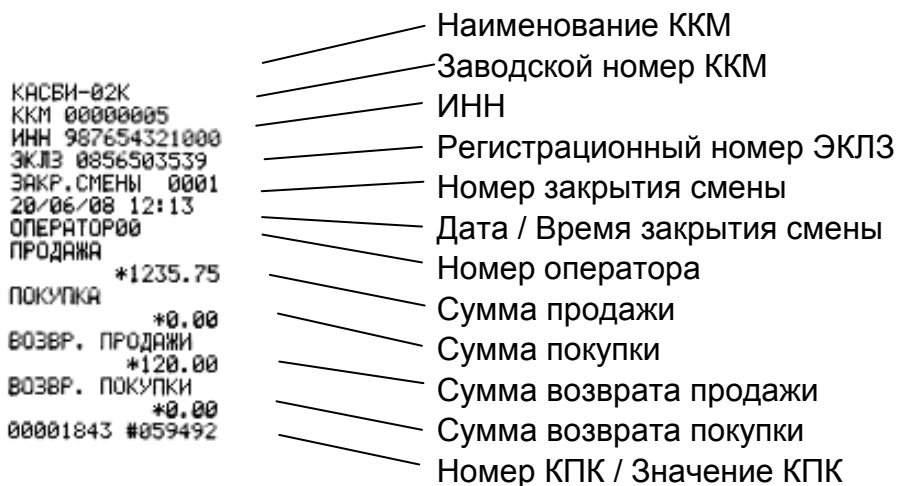 КАСБИ-02К
ККМ 00000005
ИНН 987654321000
ЭКЛЗ 0856503539
ЗАКР.СМЕНЫ 0001
20/06/08 12:13
ОПЕРАТОР00
ПРОДАЖА
*1235.75
ПОКУПКА
*0.00
ВОЗВР. ПРОДАЖИ
*120.00
ВОЗВР. ПОКУПКИ
*0.00
00001843 #059492
Наименование ККМ
Заводской номер ККМ
ИНН
Регистрационный номер ЭКЛЗ
Номер закрытия смены
Дата / Время закрытия смены
Номер оператора
Сумма продажи
Сумма покупки
Сумма возврата продажи
Сумма возврата покупки
Номер КПК / Значение КПК